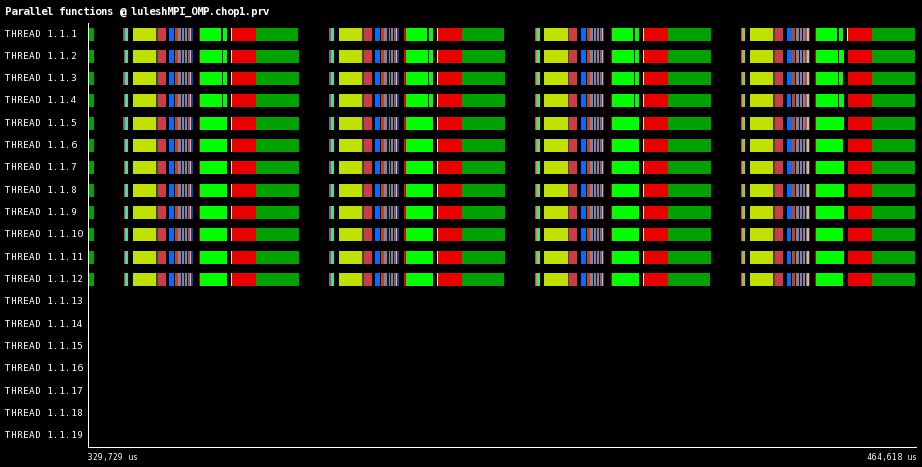 Parallel functions @ luleshMPI_OMP.chop1.prv
THREAD 1.1.1
THREAD 1.1.2
THREAD 1.1.3
THREAD 1.1.4
THREAD 1.1.5
THREAD 1.1.6
THREAD 1.1.7
THREAD 1.1.8
THREAD 1.1.9
THREAD 1.1.10
THREAD 1.1.11
THREAD 1.1.12
THREAD 1.1.13
THREAD 1.1.14
THREAD 1.1.15
THREAD 1.1.16
THREAD 1.1.17
THREAD 1.1.18
THREAD 1.1.19
329,729 us 464,618 us